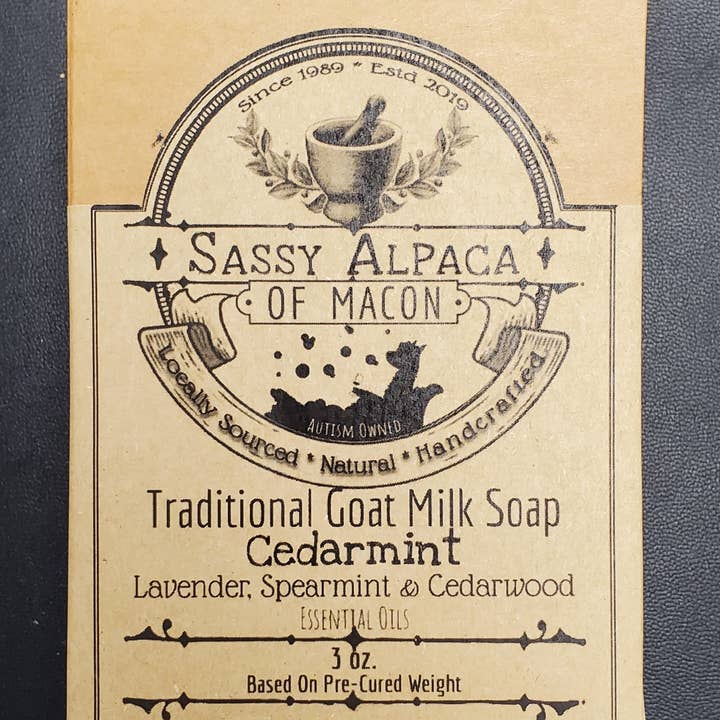 Since 1989 * Estd 2019
Sassy Alpaca
OF MACON
Autism Owned
Locally Sourced * Natural * Handcrafted
Traditional Goat Milk Soap
Cedarmint
Lavender, Spearmint & Cedarwood
Essential Oils
3 oz.
Based On Pre-Cured Weight